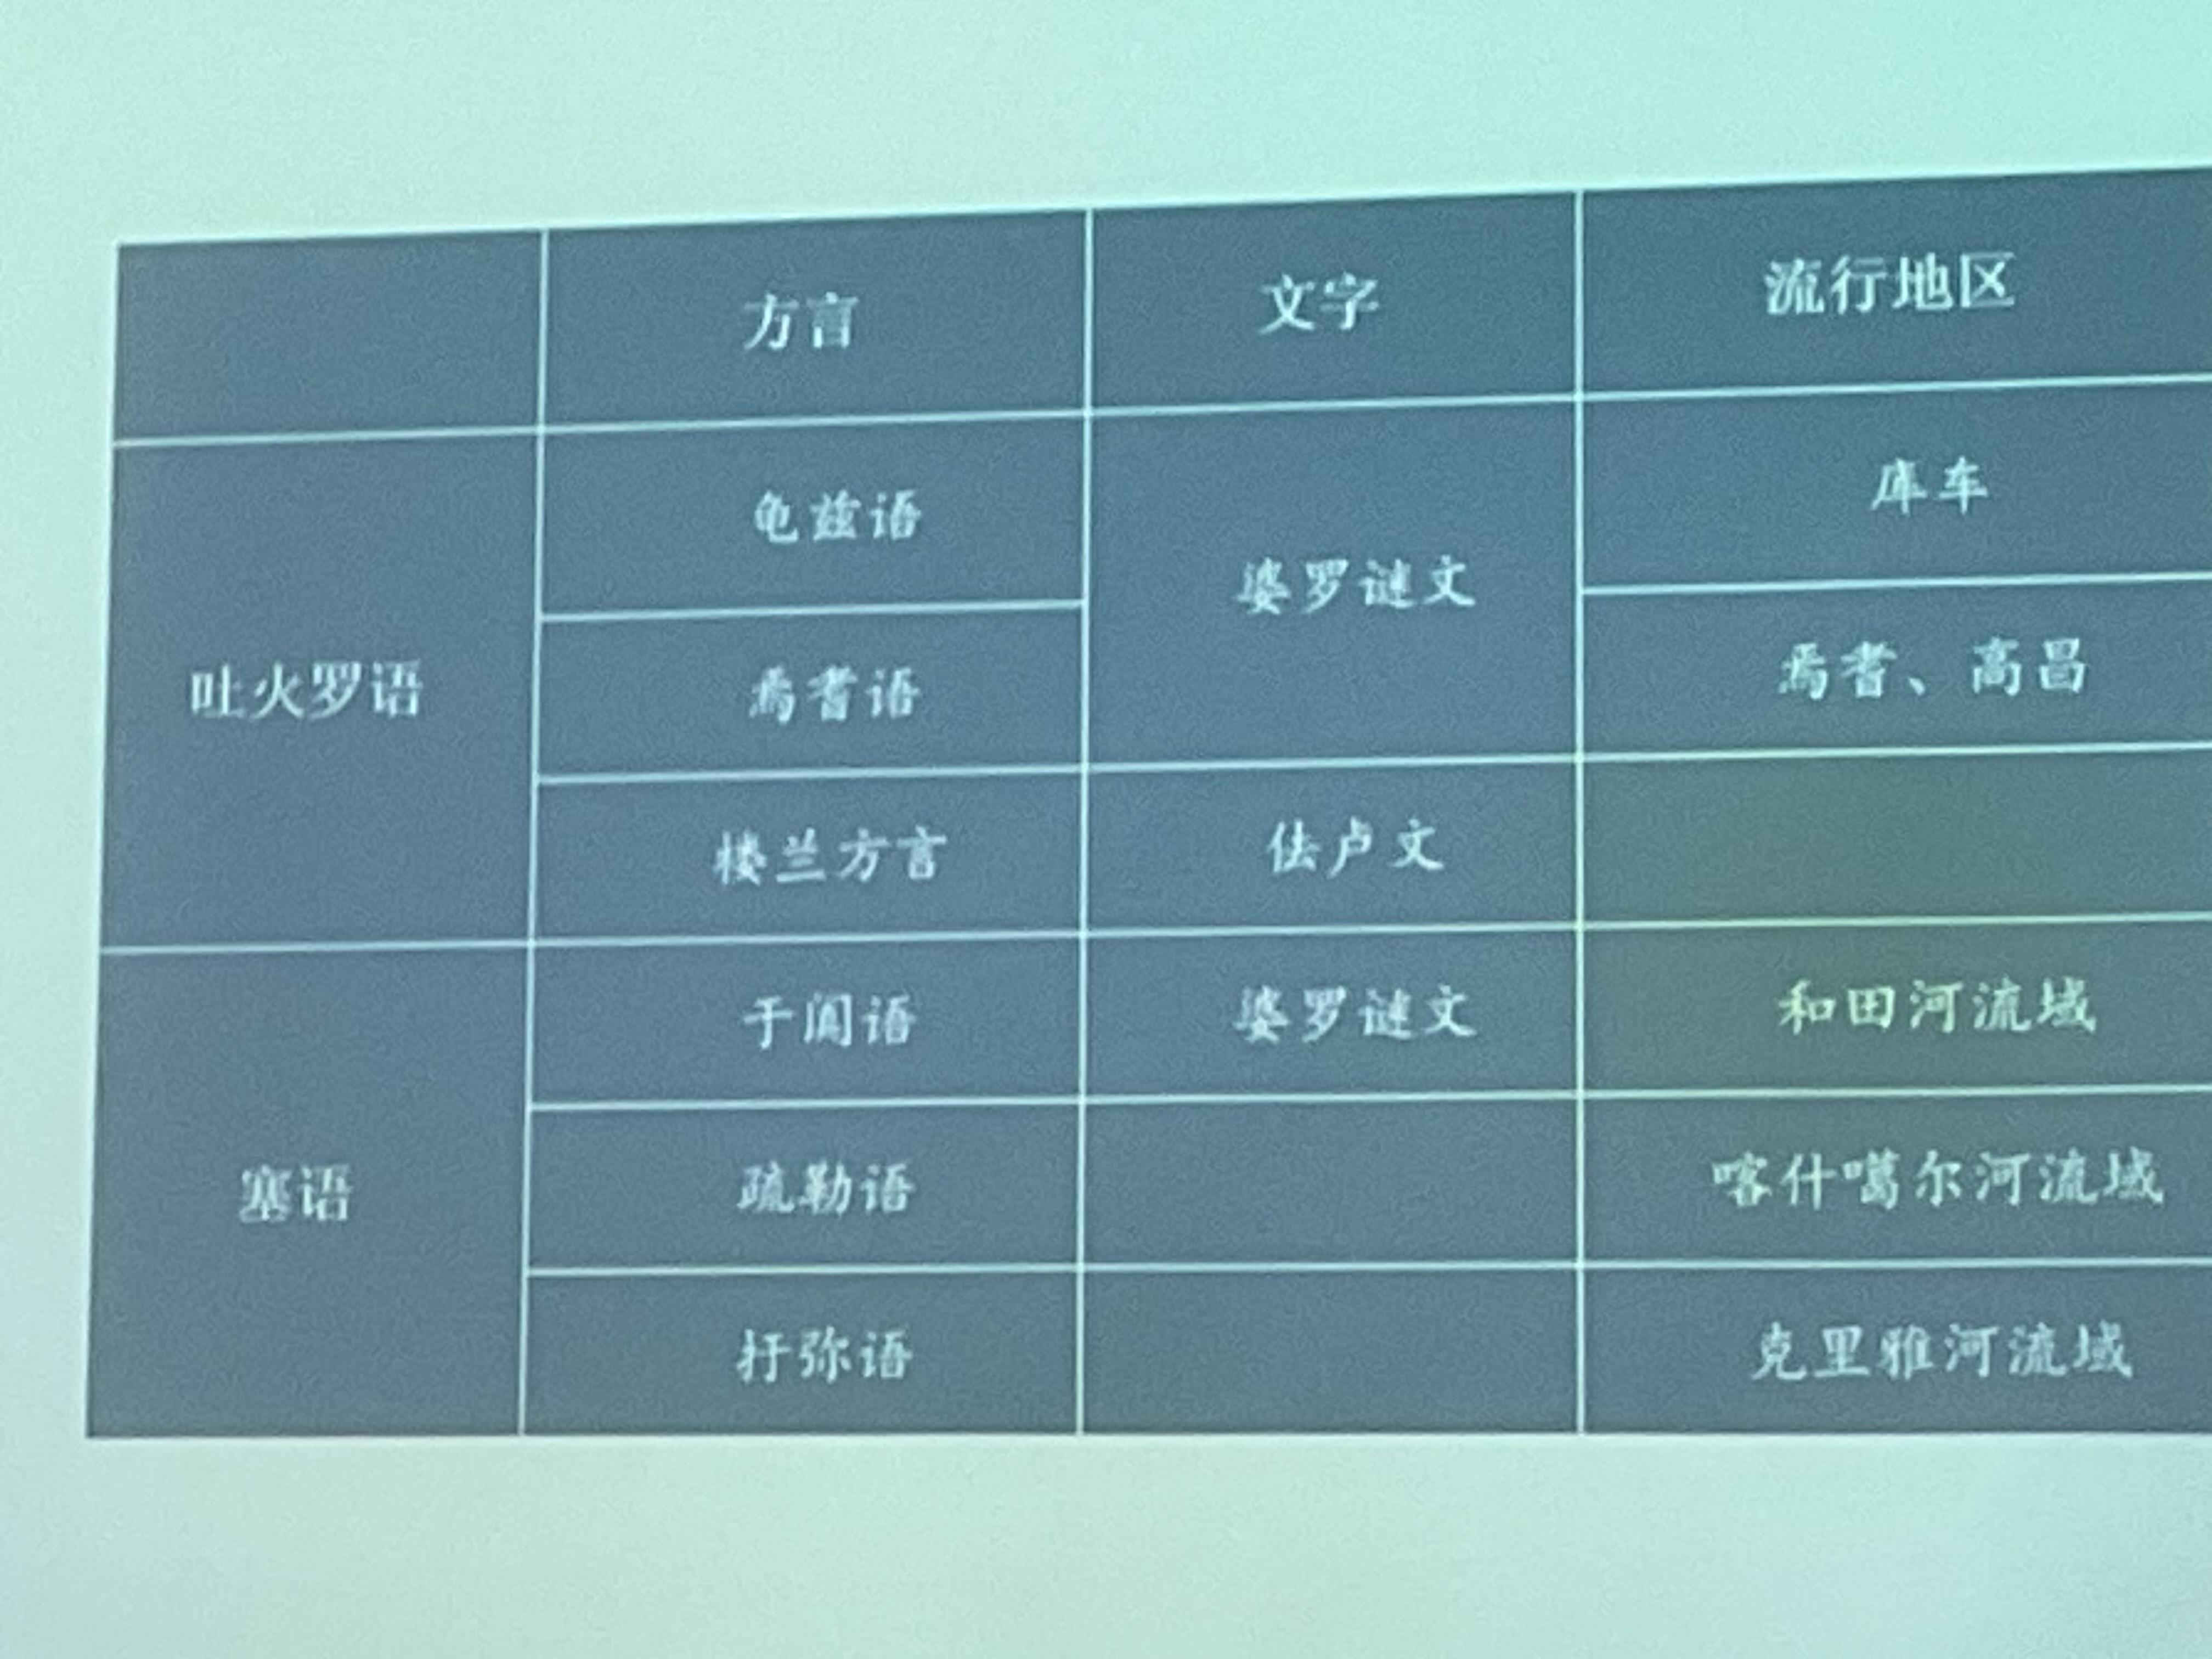 方言 文字 流行地区
龟兹语 婆罗谜文 库车
吐火罗语 焉耆语 焉耆、高昌
楼兰方言 佉卢文
于阗语 婆罗谜文 和田河流域
塞语 疏勒语 喀什噶尔河流域
扜弥语 克里雅河流域